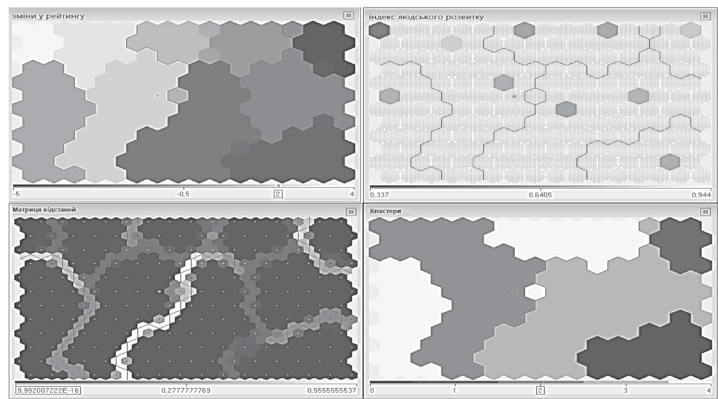 зміни у рейтингу
індекс людського розвитку
-5 -0,5 2 4
0,337 0,6405 0,944
Матриця відстаней
Кластери
9,992007222E-16 0,2777777769 0,5555555537
0 1 2 3 4